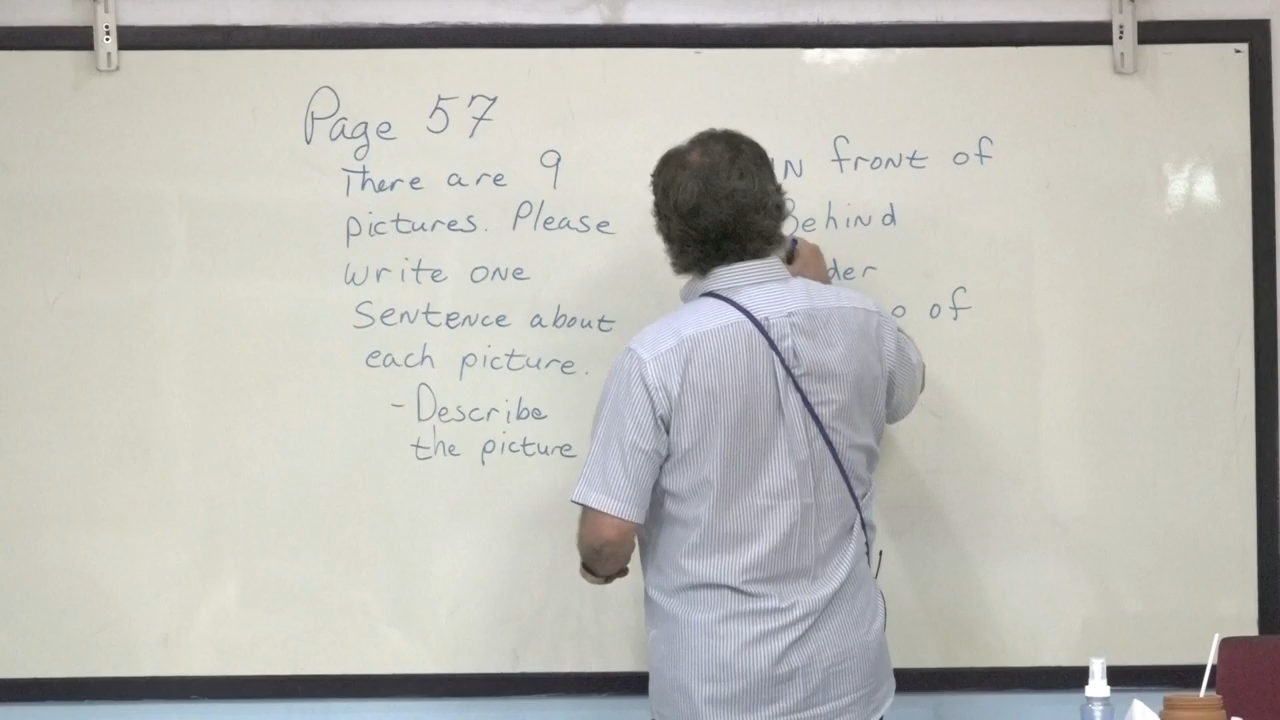 Page 57
There are 9
pictures. Please
write one
sentence about
each picture.
- Describe
the picture
in front of
Behind
of